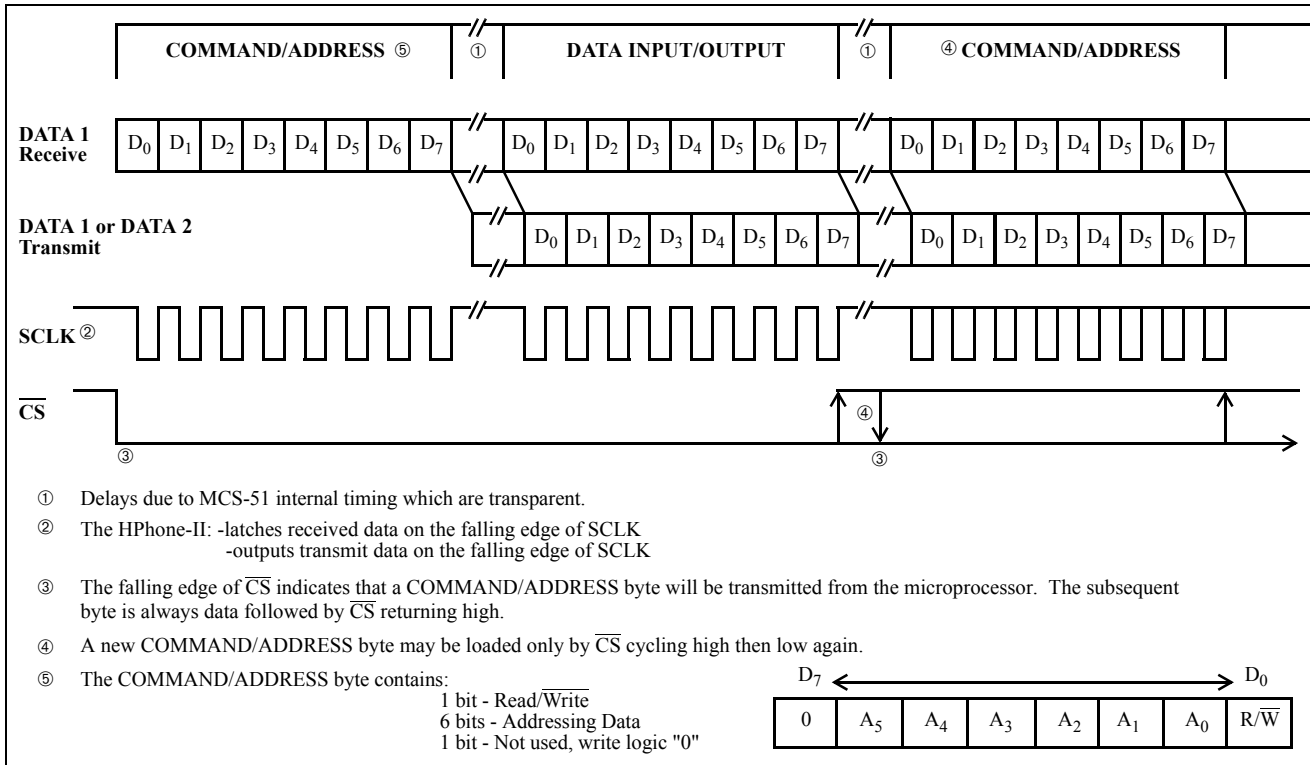 COMMAND/ADDRESS ⑤ ① DATA INPUT/OUTPUT ① ④ COMMAND/ADDRESS
DATA 1
Receive
D0 D1 D2 D3 D4 D5 D6 D7 D0 D1 D2 D3 D4 D5 D6 D7 D0 D1 D2 D3 D4 D5 D6 D7
DATA 1 or DATA 2
Transmit
D0 D1 D2 D3 D4 D5 D6 D7 D0 D1 D2 D3 D4 D5 D6 D7
SCLK ②
C̅S̅ ④
③ ③
① Delays due to MCS-51 internal timing which are transparent.
② The HPhone-II: -latches received data on the falling edge of SCLK
-outputs transmit data on the falling edge of SCLK
③ The falling edge of C̅S̅ indicates that a COMMAND/ADDRESS byte will be transmitted from the microprocessor. The subsequent
byte is always data followed by C̅S̅ returning high.
④ A new COMMAND/ADDRESS byte may be loaded only by C̅S̅ cycling high then low again.
⑤ The COMMAND/ADDRESS byte contains:
1 bit - Read/W̅r̅i̅t̅e̅
6 bits - Addressing Data
1 bit - Not used, write logic "0"
D7 D0
0 A5 A4 A3 A2 A1 A0 R/W̅